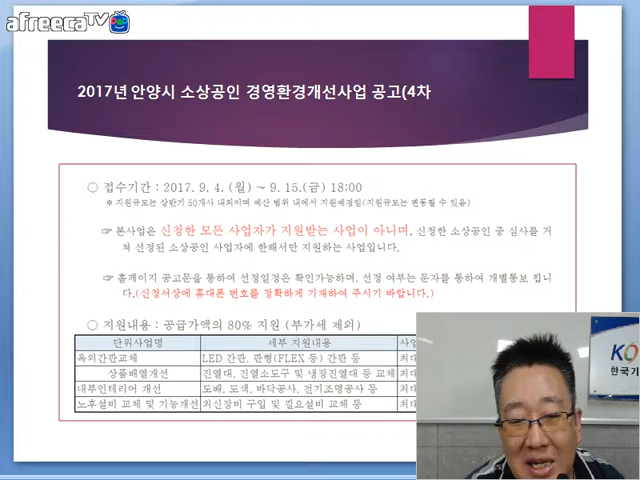 afreecaTV
2017년 안양시 소상공인 경영환경개선사업 공고(4차
○ 접수기간 : 2017. 9. 4. (월) ~ 9. 15.(금) 18:00
※ 지원규모는 상반기 50개사 내외이며 예산 범위 내에서 지원예정임(지원규모는 변동될 수 있음)
☞ 본사업은 신청한 모든 사업자가 지원받는 사업이 아니며, 신청한 소상공인 중 심사를 거
쳐 선정된 소상공인 사업자에 한해서만 지원하는 사업입니다.
☞ 홈페이지 공고문을 통하여 선정일정은 확인가능하며, 선정 여부는 문자를 통하여 개별통보 됩니
다.(신청서상에 휴대폰 번호를 정확하게 기재하여 주시기 바랍니다.)
○ 지원내용 : 공급가액의 80% 지원 (부가세 제외)
단위사업명 세부 지원내용 사업
옥외간판교체 LED 간판, 판형(FLEX 등) 간판 등 최대
상품배열개선 진열대, 진열소도구 및 냉장진열대 등 교체 최대
내부인테리어 개선 도배, 도색, 바닥공사, 전기조명공사 등 최대
노후설비 교체 및 기능개선 최신장비 구입 및 필요설비 교체 등 최대
KO
한국기